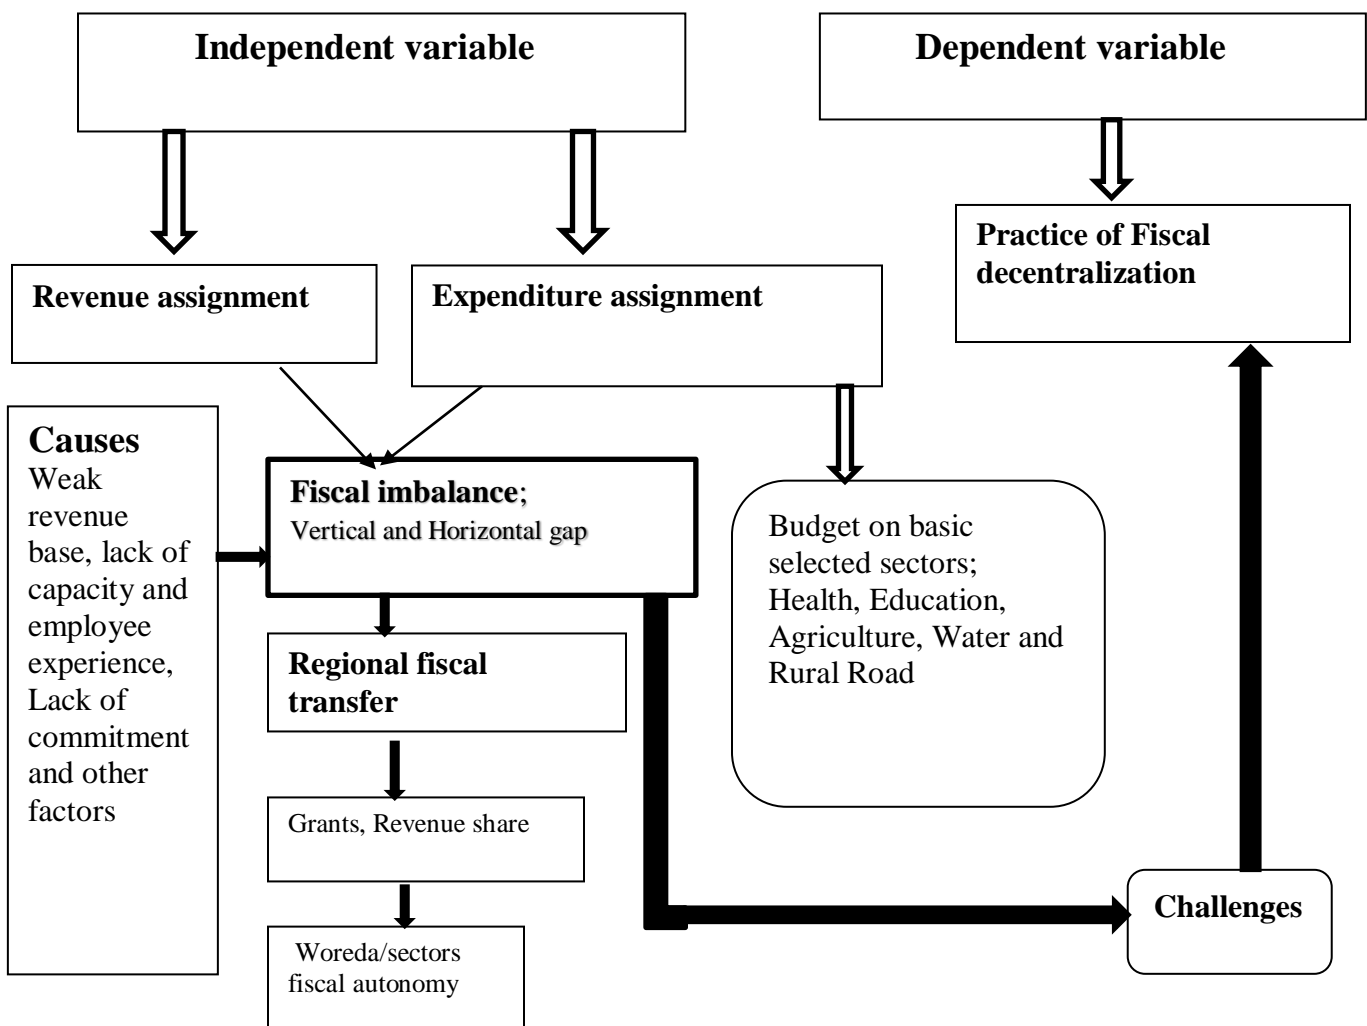 Independent variable
Dependent variable
Practice of Fiscal
decentralization
Revenue assignment
Expenditure assignment
Causes
Weak
revenue
base, lack of
capacity and
employee
experience,
Lack of
commitment
and other
factors
Fiscal imbalance;
Vertical and Horizontal gap
Budget on basic
selected sectors;
Health, Education,
Agriculture, Water and
Rural Road
Regional fiscal
transfer
Grants, Revenue share
Challenges
Woreda/sectors
fiscal autonomy